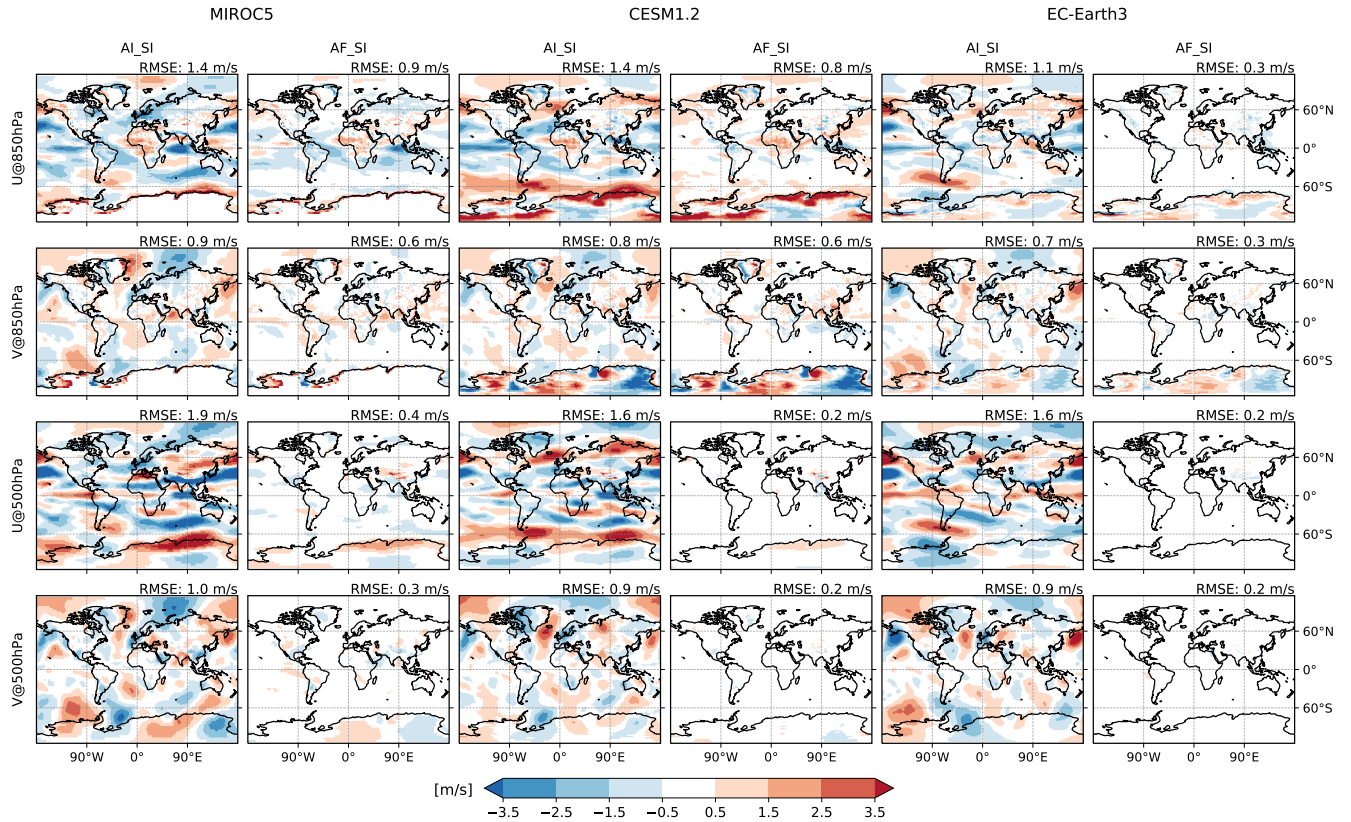 MIROC5 CESM1.2 EC-Earth3
AI_SI AF_SI AI_SI AF_SI AI_SI AF_SI
RMSE: 1.4 m/s RMSE: 0.9 m/s RMSE: 1.4 m/s RMSE: 0.8 m/s RMSE: 1.1 m/s RMSE: 0.3 m/s
U@850hPa
60°N
0°
60°S
RMSE: 0.9 m/s RMSE: 0.6 m/s RMSE: 0.8 m/s RMSE: 0.6 m/s RMSE: 0.7 m/s RMSE: 0.3 m/s
V@850hPa
60°N
0°
60°S
RMSE: 1.9 m/s RMSE: 0.4 m/s RMSE: 1.6 m/s RMSE: 0.2 m/s RMSE: 1.6 m/s RMSE: 0.2 m/s
U@500hPa
60°N
0°
60°S
RMSE: 1.0 m/s RMSE: 0.3 m/s RMSE: 0.9 m/s RMSE: 0.2 m/s RMSE: 0.9 m/s RMSE: 0.2 m/s
V@500hPa
60°N
0°
60°S
90°W 0° 90°E 90°W 0° 90°E 90°W 0° 90°E 90°W 0° 90°E 90°W 0° 90°E 90°W 0° 90°E
[m/s]
−3.5 −2.5 −1.5 −0.5 0.5 1.5 2.5 3.5